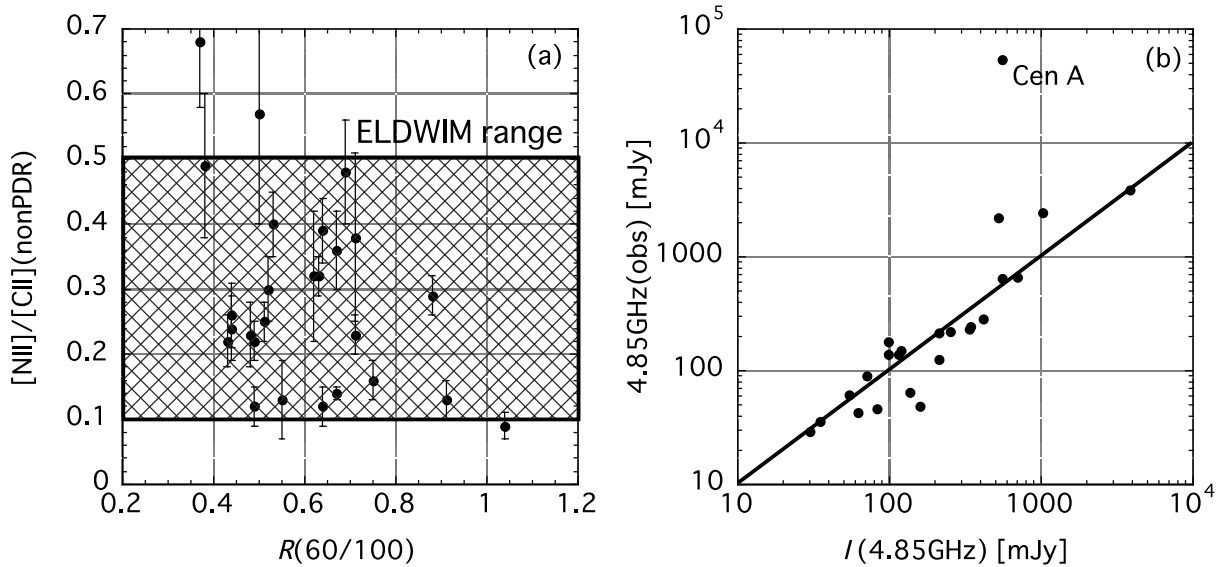 (a)
0.7
0.6
0.5
0.4
0.3
0.2
0.1
0
[NII]/[CII](nonPDR)
ELDWIM range
0.2 0.4 0.6 0.8 1 1.2
R(60/100)
(b)
10^5
10^4
1000
100
10
4.85GHz(obs) [mJy]
Cen A
10 100 1000 10^4
I(4.85GHz) [mJy]